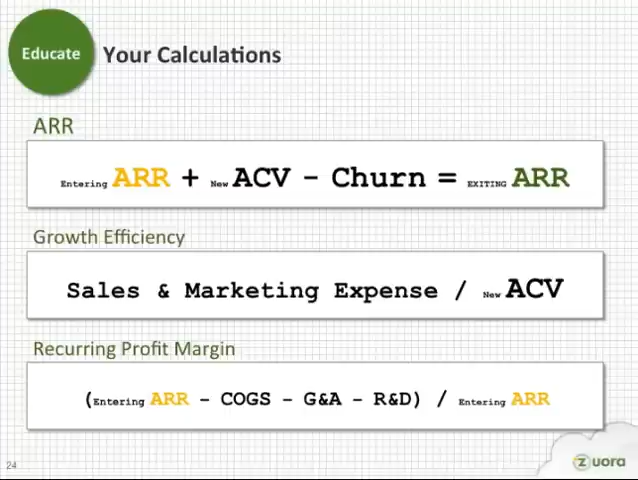 Educate
Your Calculations
ARR
Entering ARR + New ACV - Churn = EXITING ARR
Growth Efficiency
Sales & Marketing Expense / New ACV
Recurring Profit Margin
(Entering ARR - COGS - G&A - R&D) / Entering ARR
24
zuora